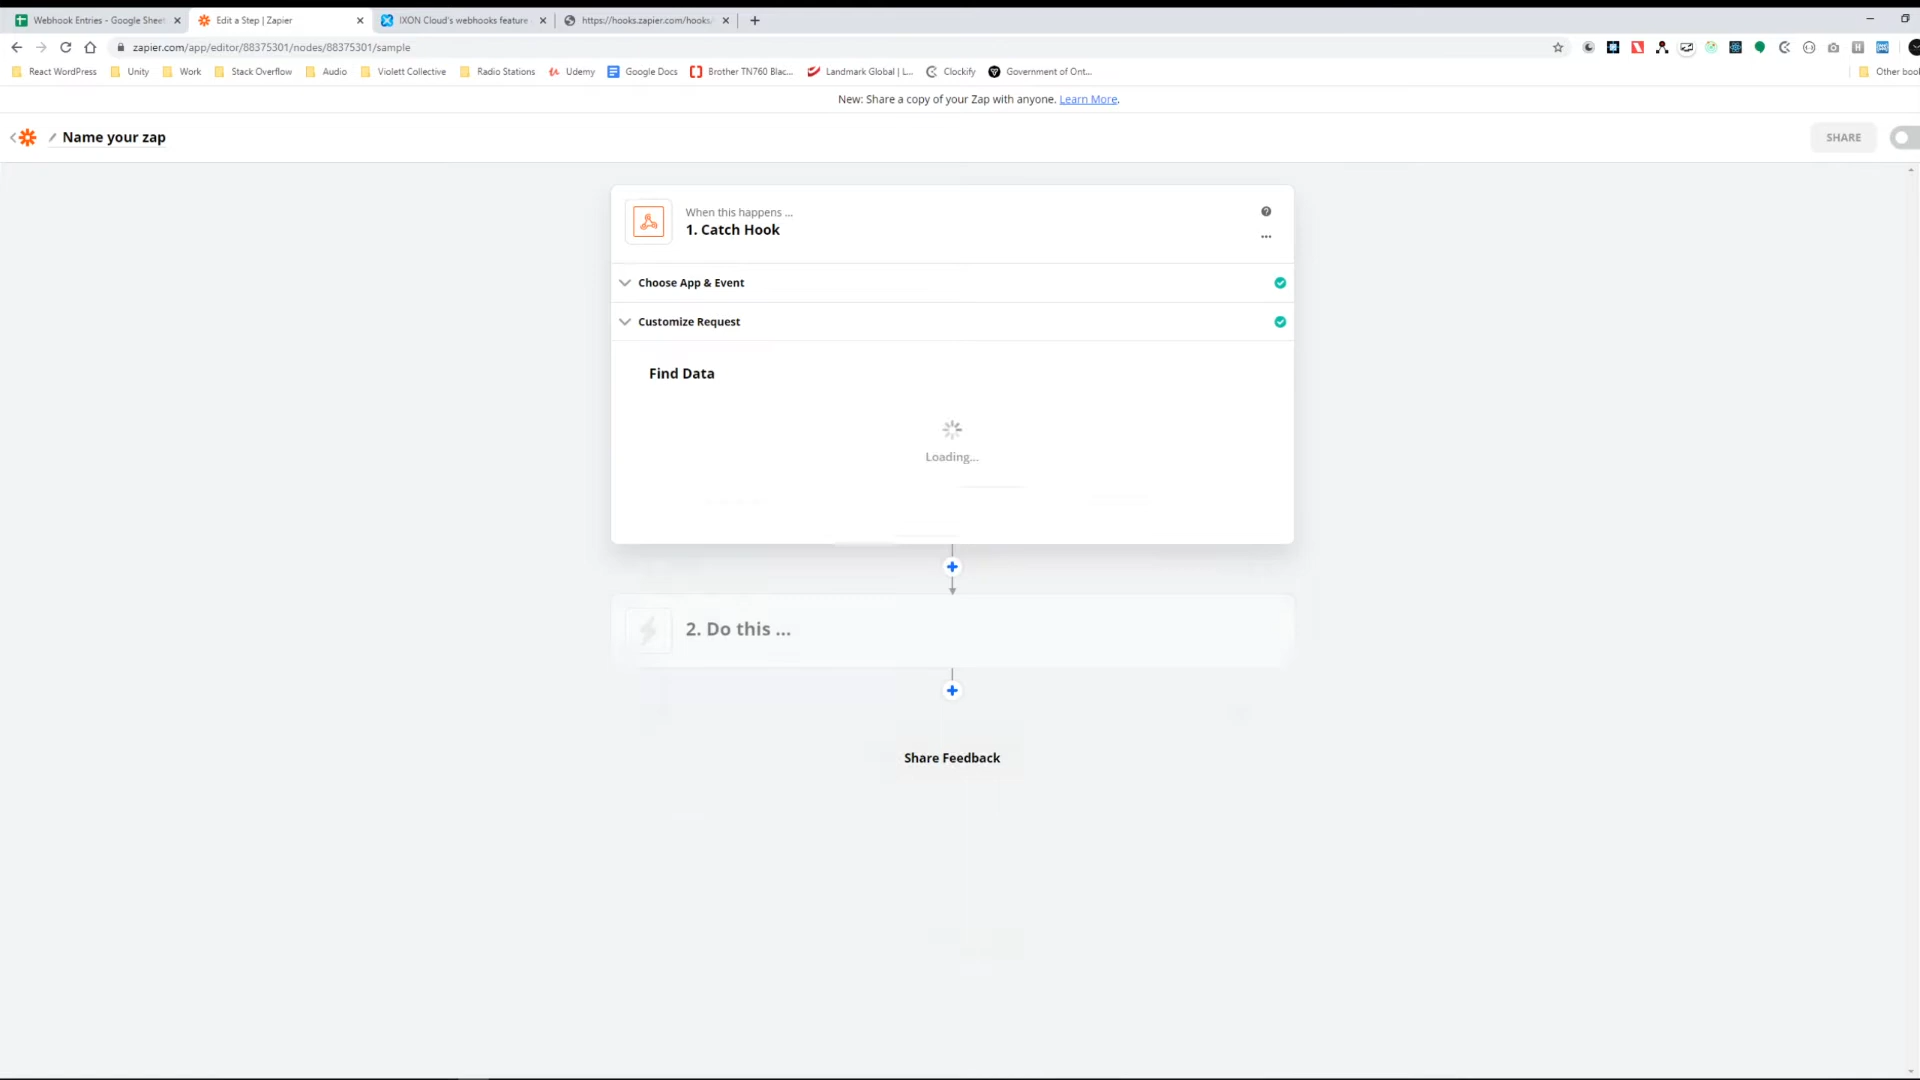 Webhook Entries - Google Sheet
Edit a Step | Zapier
IXON Cloud's webhooks feature
https://hooks.zapier.com/hooks/
zapier.com/app/editor/88375301/nodes/88375301/sample
React WordPress
Unity
Work
Stack Overflow
Audio
Violett Collective
Radio Stations
Udemy
Google Docs
Brother TN760 Blac...
Landmark Global | L...
Clockify
Government of Ont...
Other book
New: Share a copy of your Zap with anyone. Learn More.
Name your zap
SHARE
When this happens ...
1. Catch Hook
Choose App & Event
Customize Request
Find Data
Loading...
2. Do this ...
Share Feedback